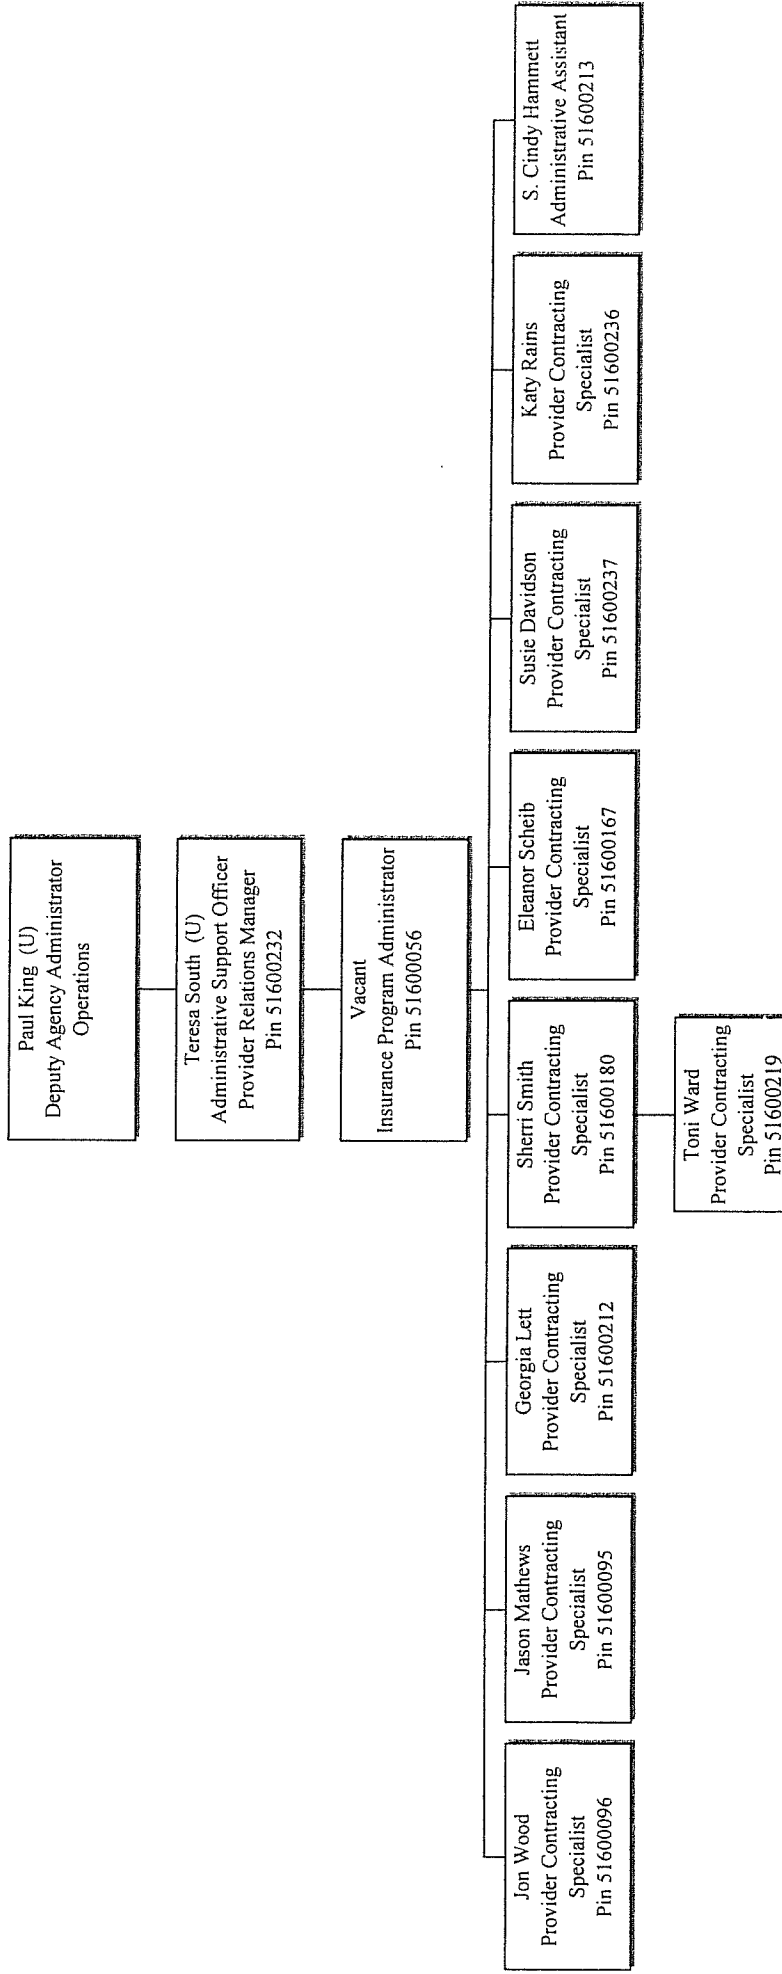 Paul King (U)
Deputy Agency Administrator
Operations
Teresa South (U)
Administrative Support Officer
Provider Relations Manager
Pin 51600232
Vacant
Insurance Program Administrator
Pin 51600056
Jon Wood
Provider Contracting
Specialist
Pin 51600096
Jason Mathews
Provider Contracting
Specialist
Pin 51600095
Georgia Lett
Provider Contracting
Specialist
Pin 51600212
Sherri Smith
Provider Contracting
Specialist
Pin 51600180
Eleanor Scheib
Provider Contracting
Specialist
Pin 51600167
Susie Davidson
Provider Contracting
Specialist
Pin 51600237
Katy Rains
Provider Contracting
Specialist
Pin 51600236
S. Cindy Hammett
Administrative Assistant
Pin 51600213
Toni Ward
Provider Contracting
Specialist
Pin 51600219